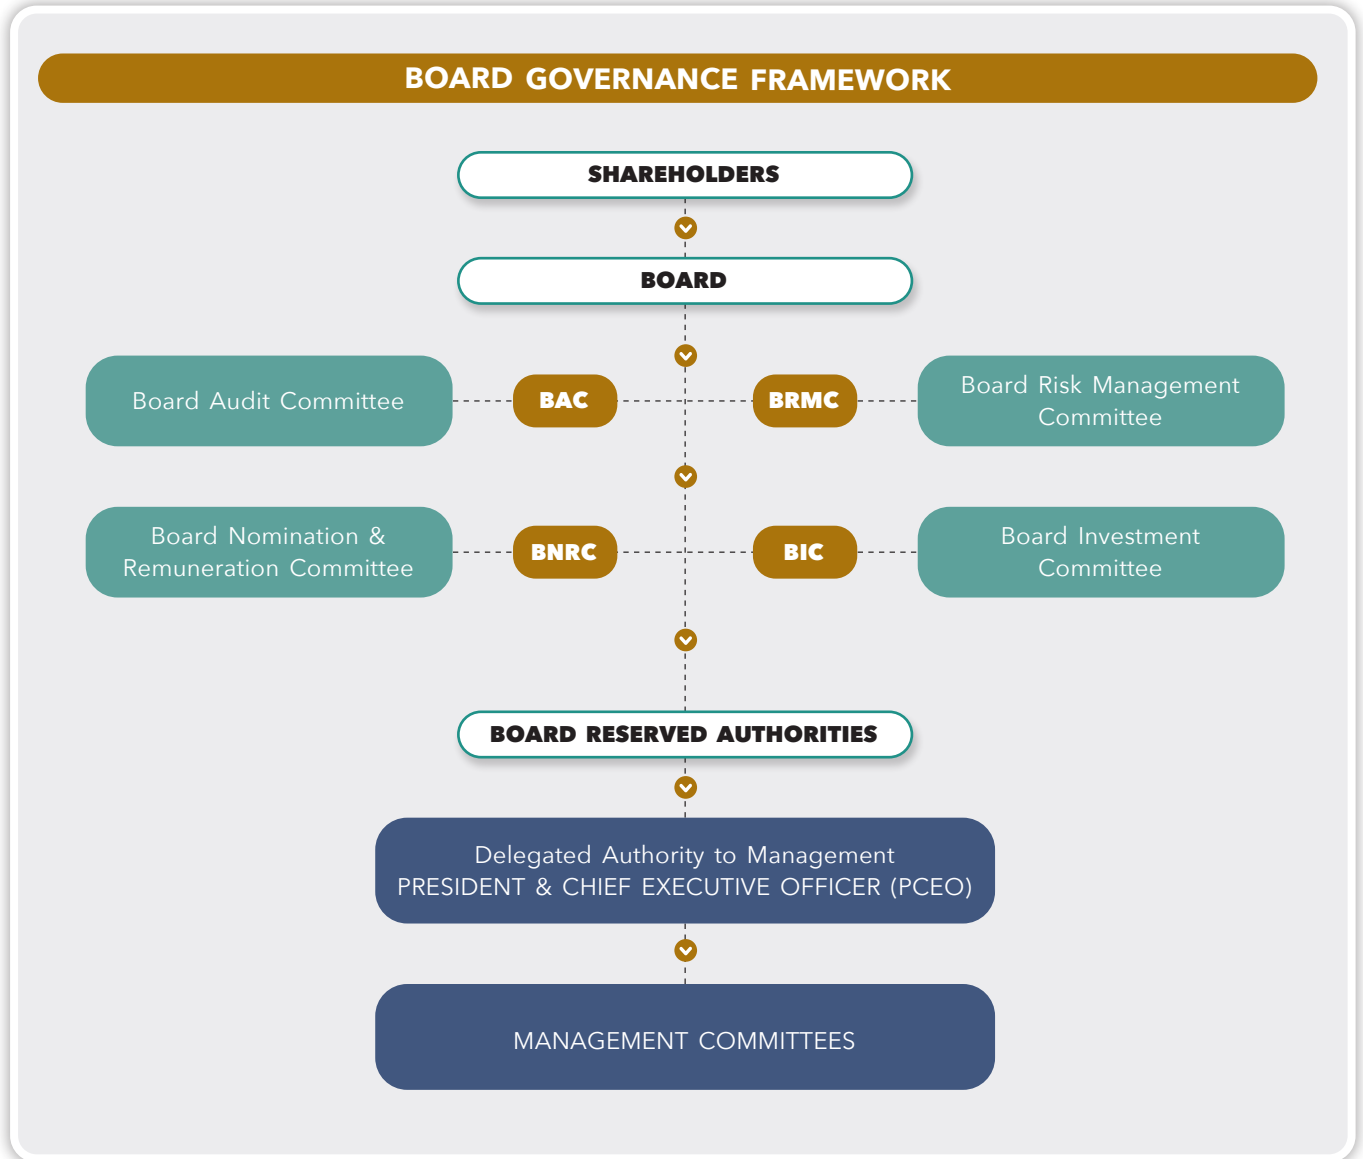 BOARD GOVERNANCE FRAMEWORK
SHAREHOLDERS
BOARD
Board Audit Committee
BAC
BRMC
Board Risk Management
Committee
Board Nomination &
Remuneration Committee
BNRC
BIC
Board Investment
Committee
BOARD RESERVED AUTHORITIES
Delegated Authority to Management
PRESIDENT & CHIEF EXECUTIVE OFFICER (PCEO)
MANAGEMENT COMMITTEES